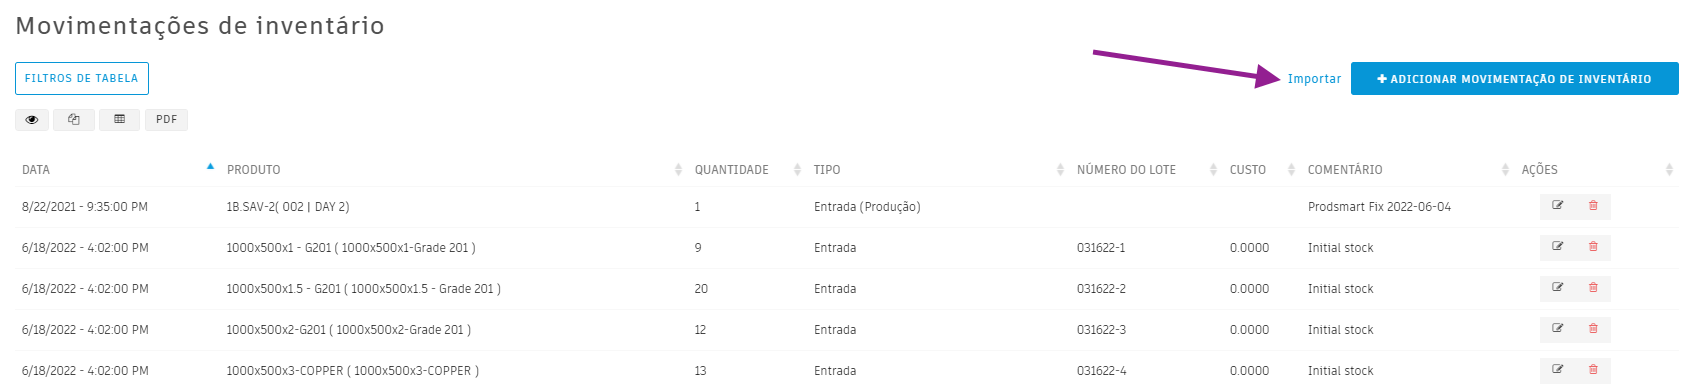 Movimentações de inventário
FILTROS DE TABELA
Importar
ADICIONAR MOVIMENTAÇÃO DE INVENTÁRIO
PDF
DATA PRODUTO QUANTIDADE TIPO NÚMERO DO LOTE CUSTO COMENTÁRIO AÇÕES
8/22/2021 - 9:35:00 PM 1B.SAV-2( 002 | DAY 2) 1 Entrada (Produção) Prodsmart Fix 2022-06-04
6/18/2022 - 4:02:00 PM 1000x500x1 - G201 ( 1000x500x1-Grade 201 ) 9 Entrada 031622-1 0.0000 Initial stock
6/18/2022 - 4:02:00 PM 1000x500x1.5 - G201 ( 1000x500x1.5 - Grade 201 ) 20 Entrada 031622-2 0.0000 Initial stock
6/18/2022 - 4:02:00 PM 1000x500x2-G201 ( 1000x500x2-Grade 201 ) 12 Entrada 031622-3 0.0000 Initial stock
6/18/2022 - 4:02:00 PM 1000x500x3-COPPER ( 1000x500x3-COPPER ) 13 Entrada 031622-4 0.0000 Initial stock